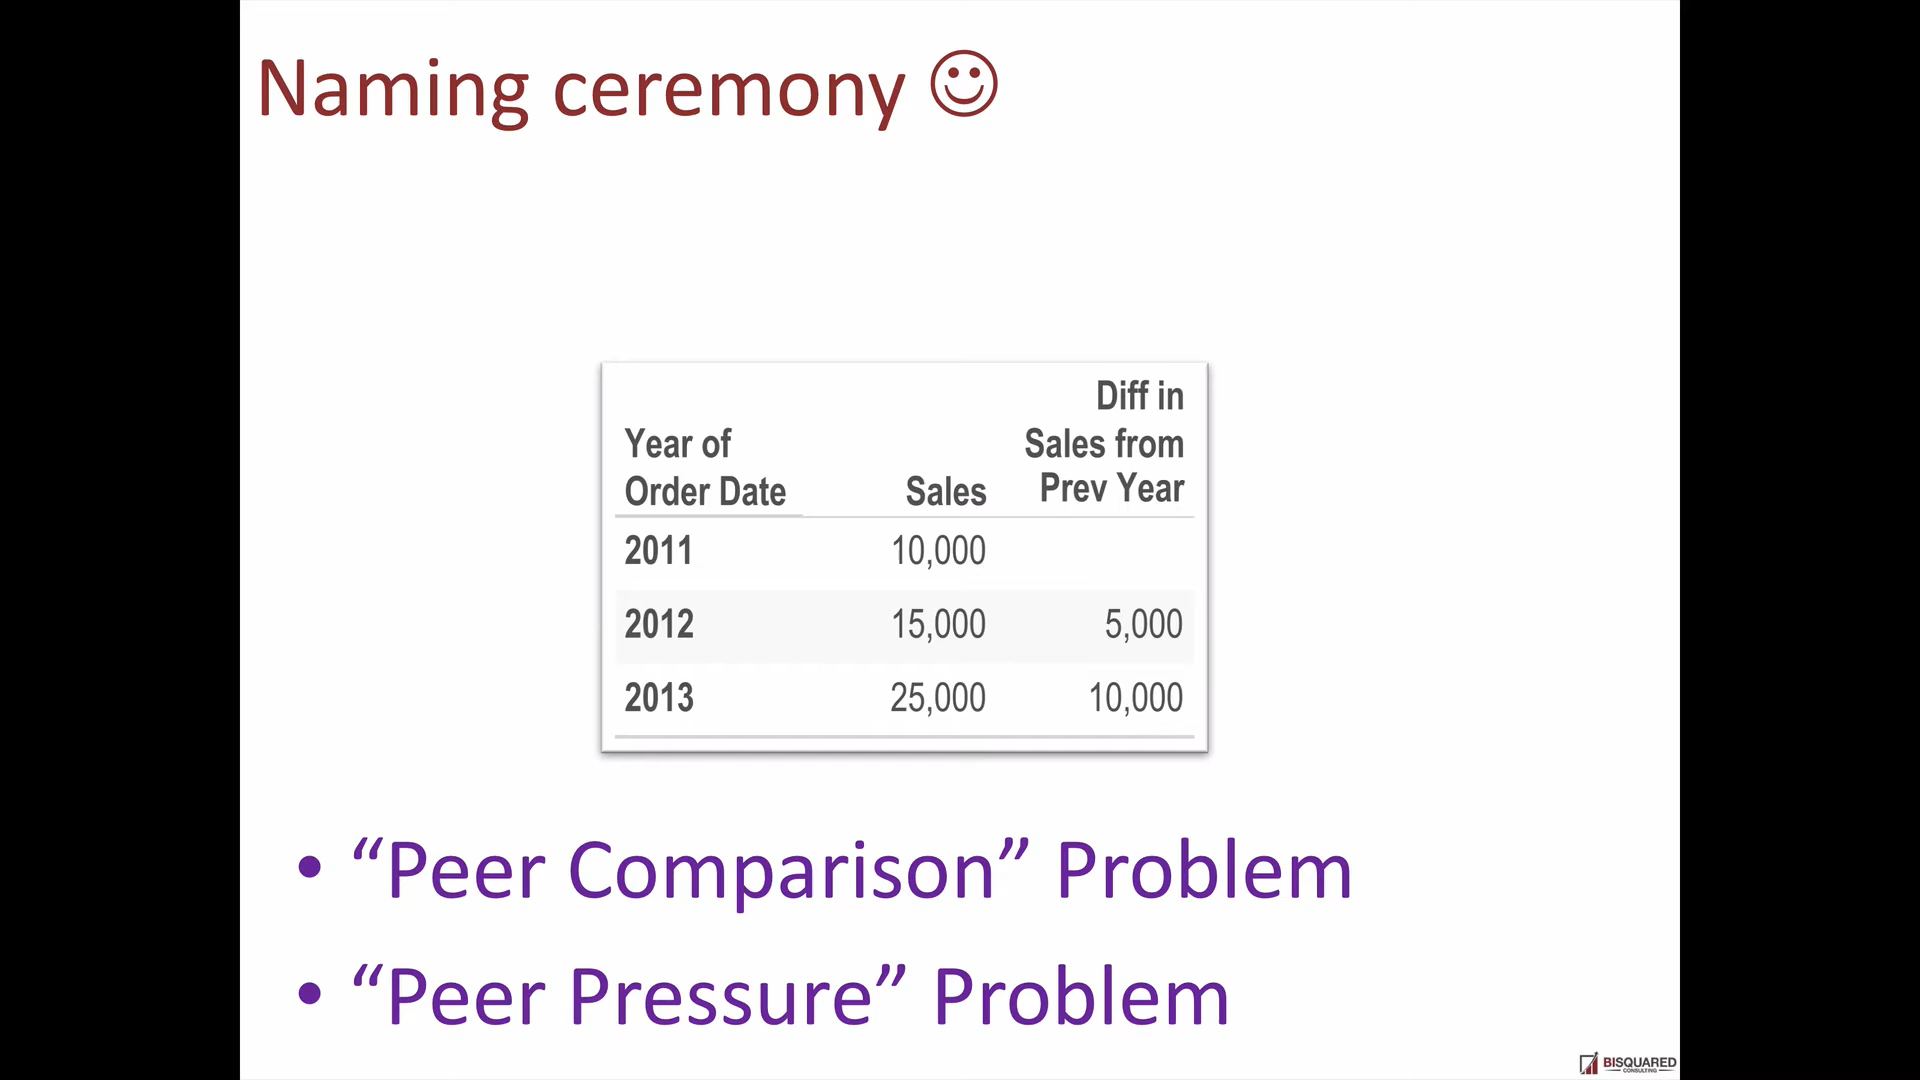 Naming ceremony ☺
Diff in
Year of Sales from
Order Date Sales Prev Year
2011 10,000
2012 15,000 5,000
2013 25,000 10,000
• “Peer Comparison” Problem
• “Peer Pressure” Problem
BISQUARED
CONSULTING